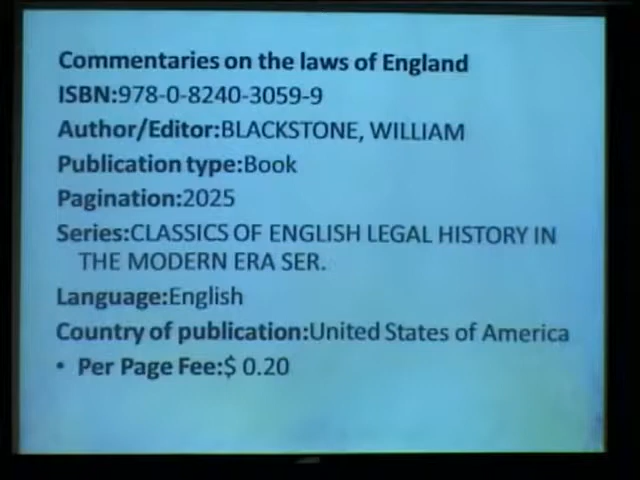 Commentaries on the laws of England
ISBN:978-0-8240-3059-9
Author/Editor:BLACKSTONE, WILLIAM
Publication type:Book
Pagination:2025
Series:CLASSICS OF ENGLISH LEGAL HISTORY IN
THE MODERN ERA SER.
Language:English
Country of publication:United States of America
• Per Page Fee:$ 0.20